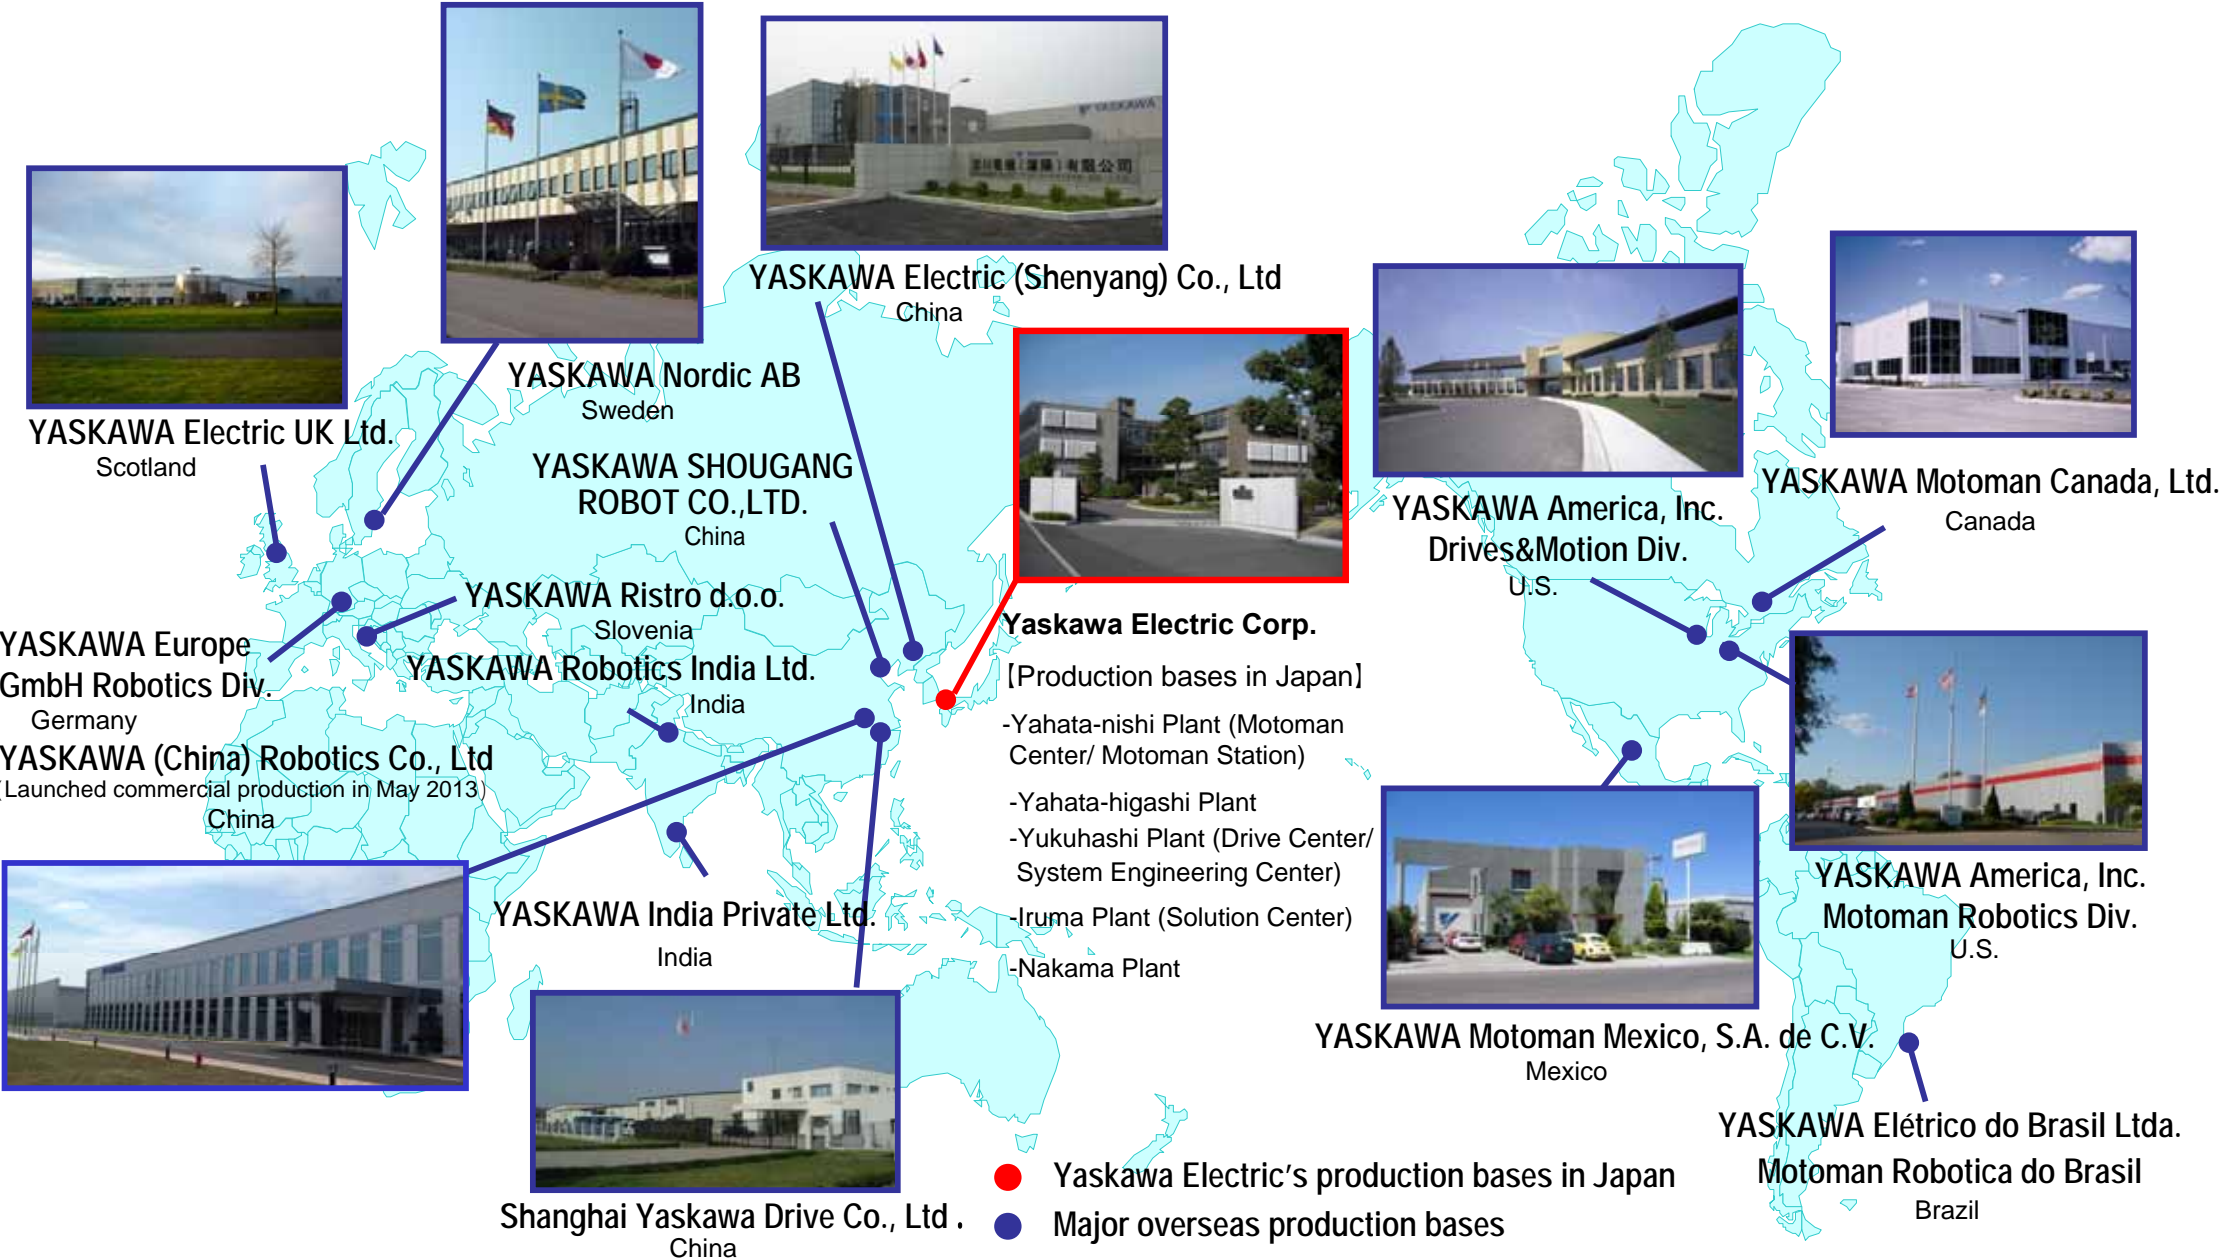 YASKAWA
有限公司
YASKAWA Electric (Shenyang) Co., Ltd
China
YASKAWA Nordic AB
Sweden
YASKAWA Electric UK Ltd.
Scotland
YASKAWA SHOUGANG
ROBOT CO.,LTD.
China
YASKAWA Motoman Canada, Ltd.
Canada
YASKAWA America, Inc.
Drives&Motion Div.
U.S.
YASKAWA Ristro d.o.o.
Slovenia
YASKAWA Europe
GmbH Robotics Div.
Germany
YASKAWA Robotics India Ltd.
India
YASKAWA (China) Robotics Co., Ltd
(Launched commercial production in May 2013)
China
Yaskawa Electric Corp.
【Production bases in Japan】
-Yahata-nishi Plant (Motoman
Center/ Motoman Station)
-Yahata-higashi Plant
-Yukuhashi Plant (Drive Center/
System Engineering Center)
-Iruma Plant (Solution Center)
-Nakama Plant
YASKAWA India Private Ltd.
India
YASKAWA America, Inc.
Motoman Robotics Div.
U.S.
YASKAWA Motoman Mexico, S.A. de C.V.
Mexico
YASKAWA Elétrico do Brasil Ltda.
Motoman Robotica do Brasil
Brazil
Shanghai Yaskawa Drive Co., Ltd .
China
Yaskawa Electric's production bases in Japan
Major overseas production bases